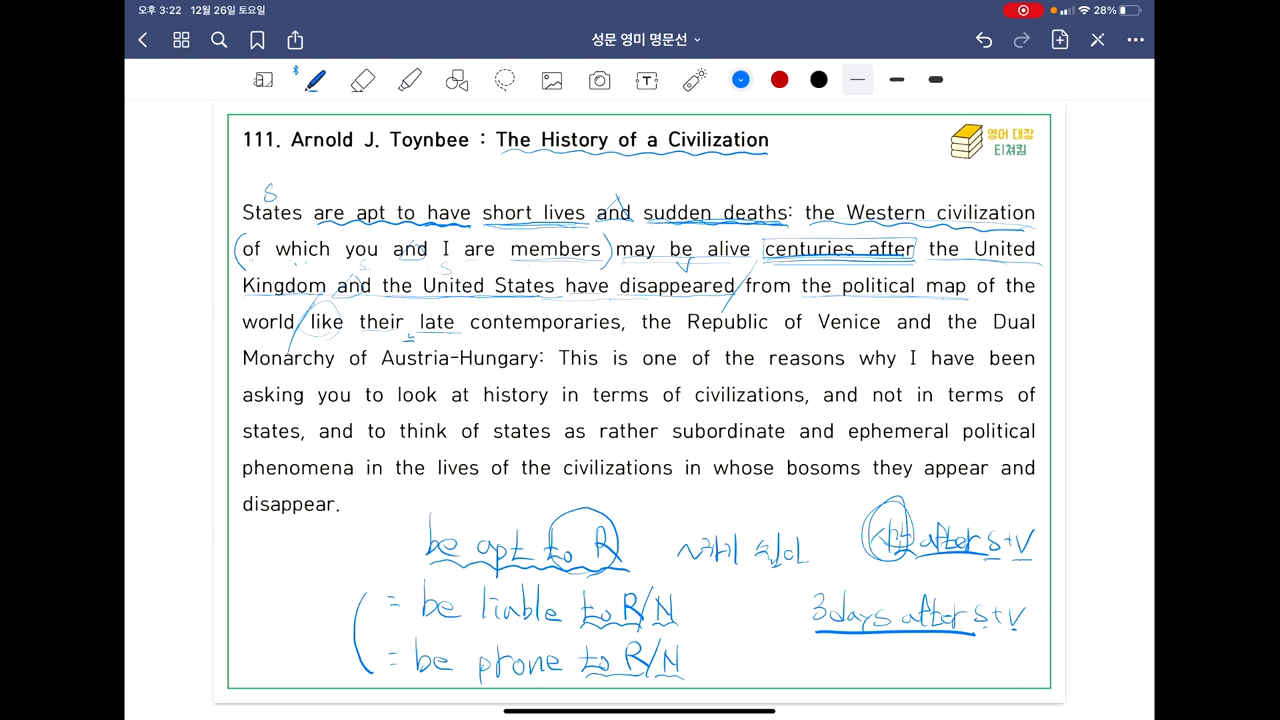 오후 3:22 12월 26일 토요일
28%
성문 영미 명문선
111. Arnold J. Toynbee : The History of a Civilization
영어 대장
티쳐킴
S
States are apt to have short lives and sudden deaths: the Western civilization
of which you and I are members may be alive centuries after the United
Kingdom and the United States have disappeared from the political map of the
world like their late contemporaries, the Republic of Venice and the Dual
Monarchy of Austria-Hungary: This is one of the reasons why I have been
asking you to look at history in terms of civilizations, and not in terms of
states, and to think of states as rather subordinate and ephemeral political
phenomena in the lives of the civilizations in whose bosoms they appear and
disappear.
be apt to R ~하기 쉽다 after S+V
= be liable to R/N 3days after S+V
= be prone to R/N